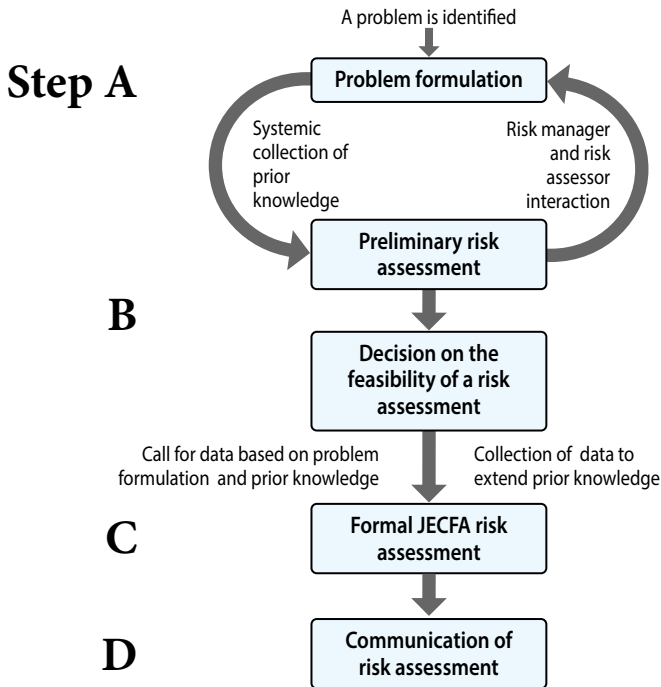 A problem is identified
Step A
Problem formulation
Systemic
collection of
prior
knowledge
Risk manager
and risk
assessor
interaction
Preliminary risk
assessment
B
Decision on the
feasibility of a risk
assessment
Call for data based on problem
formulation and prior knowledge
Collection of data to
extend prior knowledge
C
Formal JECFA risk
assessment
D
Communication of
risk assessment